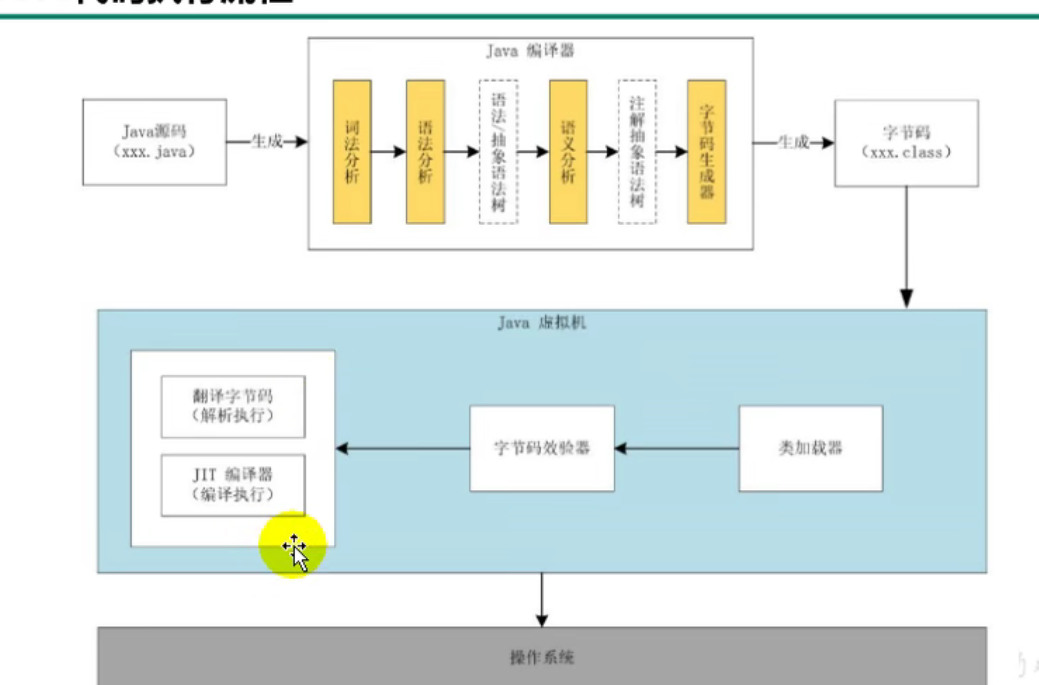 Java 编译器
Java源码
（xxx.java）
生成
词法分析
语法分析
语法/抽象语法树
语义分析
注解抽象语法树
字节码生成器
生成
字节码
（xxx.class）
Java 虚拟机
翻译字节码
（解析执行）
JIT 编译器
（编译执行）
字节码效验器
类加载器
操作系统